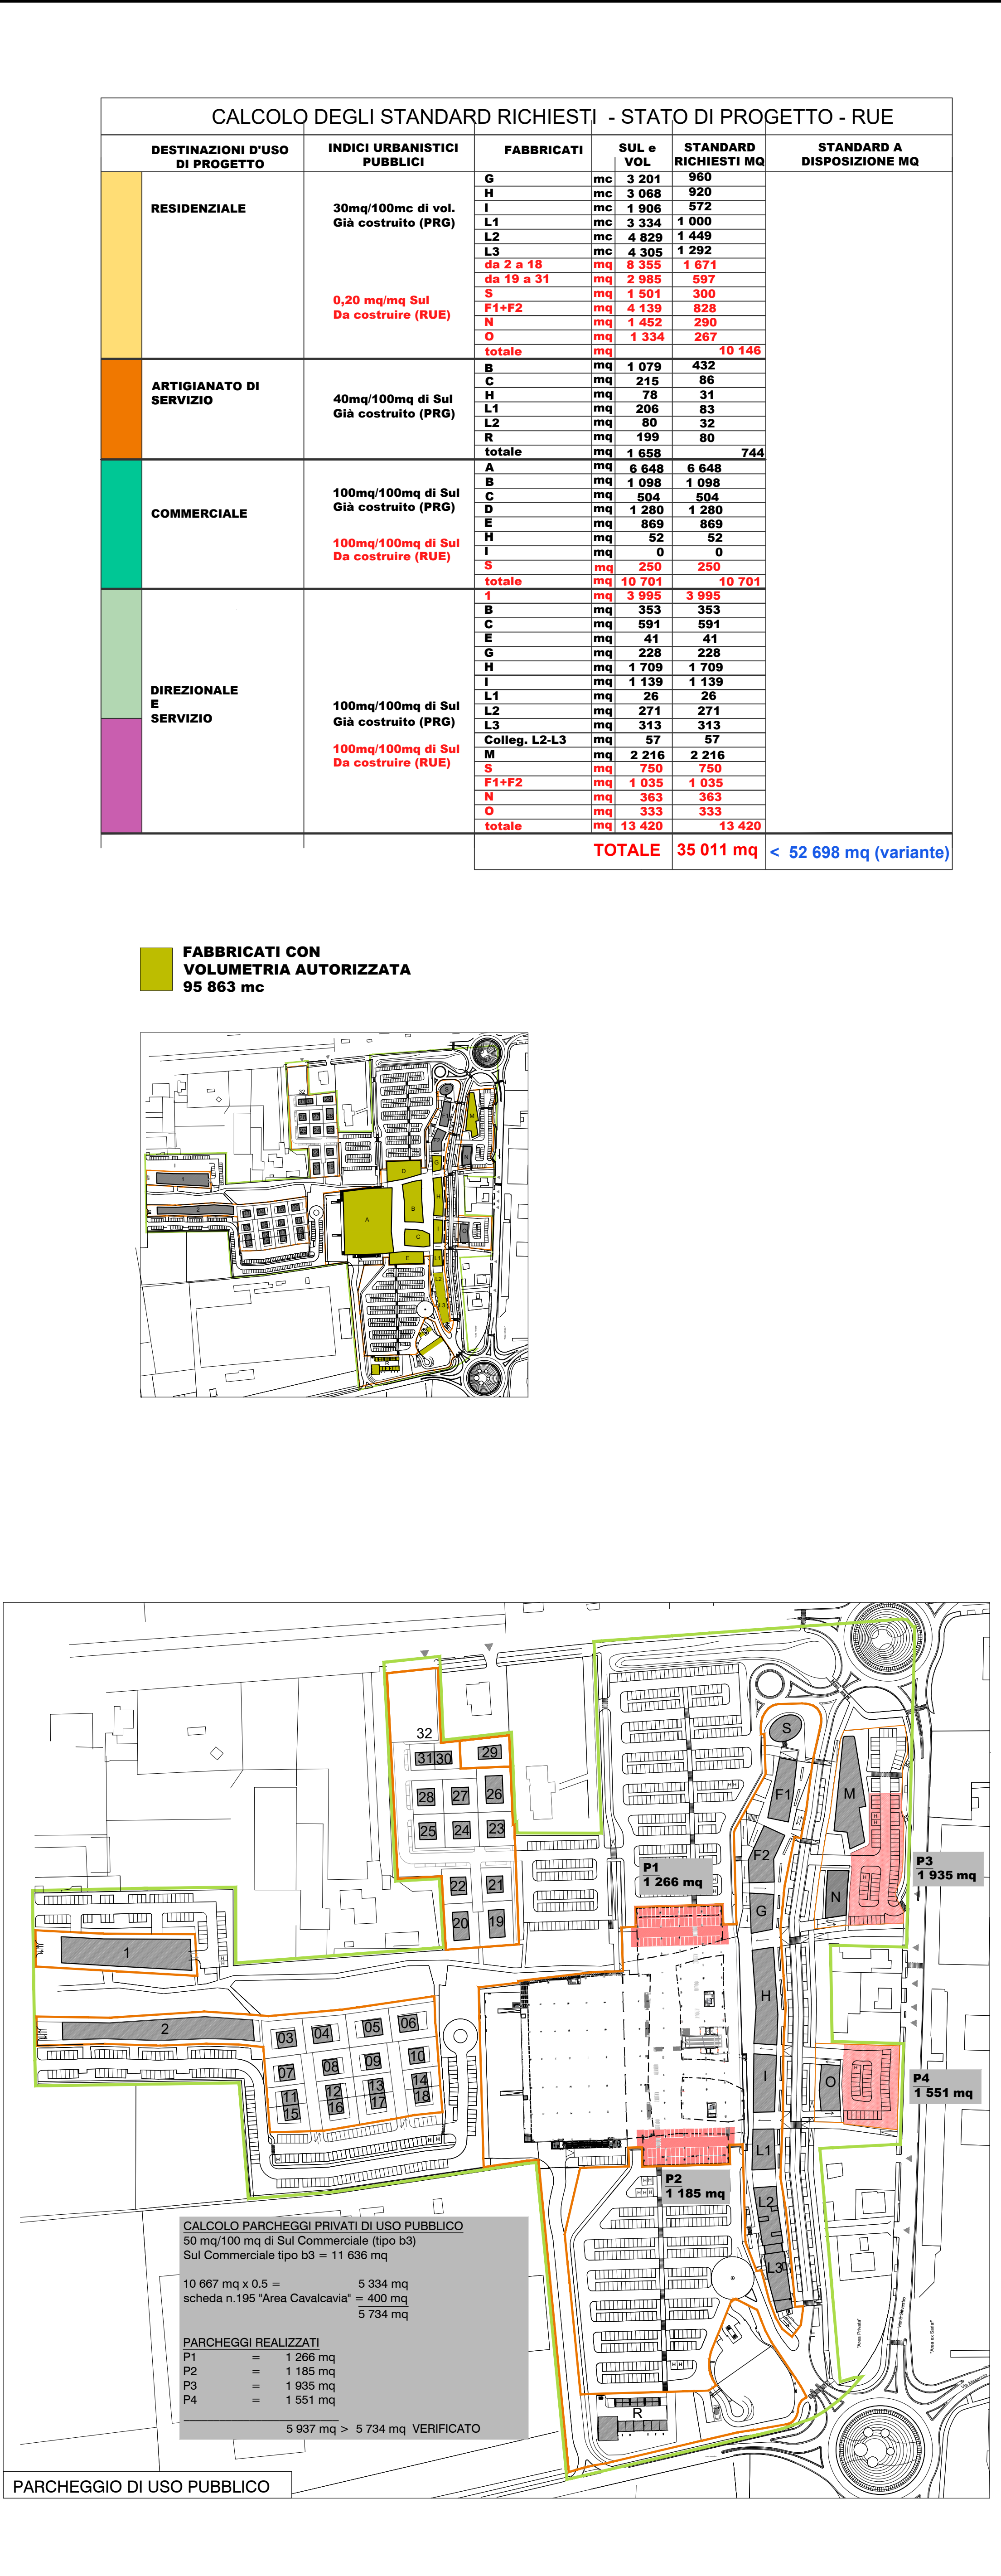 CALCOLO DEGLI STANDARD RICHIESTI - STATO DI PROGETTO - RUE
DESTINAZIONI D'USO DI PROGETTO | INDICI URBANISTICI PUBBLICI | FABBRICATI | SUL e VOL | STANDARD RICHIESTI MQ | STANDARD A DISPOSIZIONE MQ
RESIDENZIALE
30mq/100mc di vol.
Già costruito (PRG)
0,20 mq/mq Sul
Da costruire (RUE)
G mc 3 201 960
H mc 3 068 920
I mc 1 906 572
L1 mc 3 334 1 000
L2 mc 4 829 1 449
L3 mc 4 305 1 292
da 2 a 18 mq 8 355 1 671
da 19 a 31 mq 2 985 597
S mq 1 501 300
F1+F2 mq 4 139 828
N mq 1 452 290
O mq 1 334 267
totale mq 10 146
ARTIGIANATO DI
SERVIZIO
40mq/100mq di Sul
Già costruito (PRG)
B mq 1 079 432
C mq 215 86
H mq 78 31
L1 mq 206 83
L2 mq 80 32
R mq 199 80
totale mq 1 658 744
COMMERCIALE
100mq/100mq di Sul
Già costruito (PRG)
100mq/100mq di Sul
Da costruire (RUE)
A mq 6 648 6 648
B mq 1 098 1 098
C mq 504 504
D mq 1 280 1 280
E mq 869 869
H mq 52 52
I mq 0 0
S mq 250 250
totale mq 10 701 10 701
DIREZIONALE
E
SERVIZIO
100mq/100mq di Sul
Già costruito (PRG)
100mq/100mq di Sul
Da costruire (RUE)
1 mq 3 995 3 995
B mq 353 353
C mq 591 591
E mq 41 41
G mq 228 228
H mq 1 709 1 709
I mq 1 139 1 139
L1 mq 26 26
L2 mq 271 271
L3 mq 313 313
Colleg. L2-L3 mq 57 57
M mq 2 216 2 216
S mq 750 750
F1+F2 mq 1 035 1 035
N mq 363 363
O mq 333 333
totale mq 13 420 13 420
TOTALE 35 011 mq < 52 698 mq (variante)
FABBRICATI CON
VOLUMETRIA AUTORIZZATA
95 863 mc
32
M
N
D
G
H
B
A
C
I
E
L1
L2
L3
1
2
S
32
31 30 29
F1
M
28 27 26
25 24 23
F2
P1
1 266 mq
P3
1 935 mq
22 21
N
G
20 19
1
H
2
03 04 05 06
07 08 09 10
11 12 13 14
15 16 17 18
I
O
P4
1 551 mq
L1
P2
1 185 mq
L2
L3
R
"Area Privata"
"Area ex Sarlaf"
CALCOLO PARCHEGGI PRIVATI DI USO PUBBLICO
50 mq/100 mq di Sul Commerciale (tipo b3)
Sul Commerciale tipo b3 = 11 636 mq
10 667 mq x 0.5 = 5 334 mq
scheda n.195 "Area Cavalcavia" = 400 mq
5 734 mq
PARCHEGGI REALIZZATI
P1 = 1 266 mq
P2 = 1 185 mq
P3 = 1 935 mq
P4 = 1 551 mq
5 937 mq > 5 734 mq VERIFICATO
PARCHEGGIO DI USO PUBBLICO